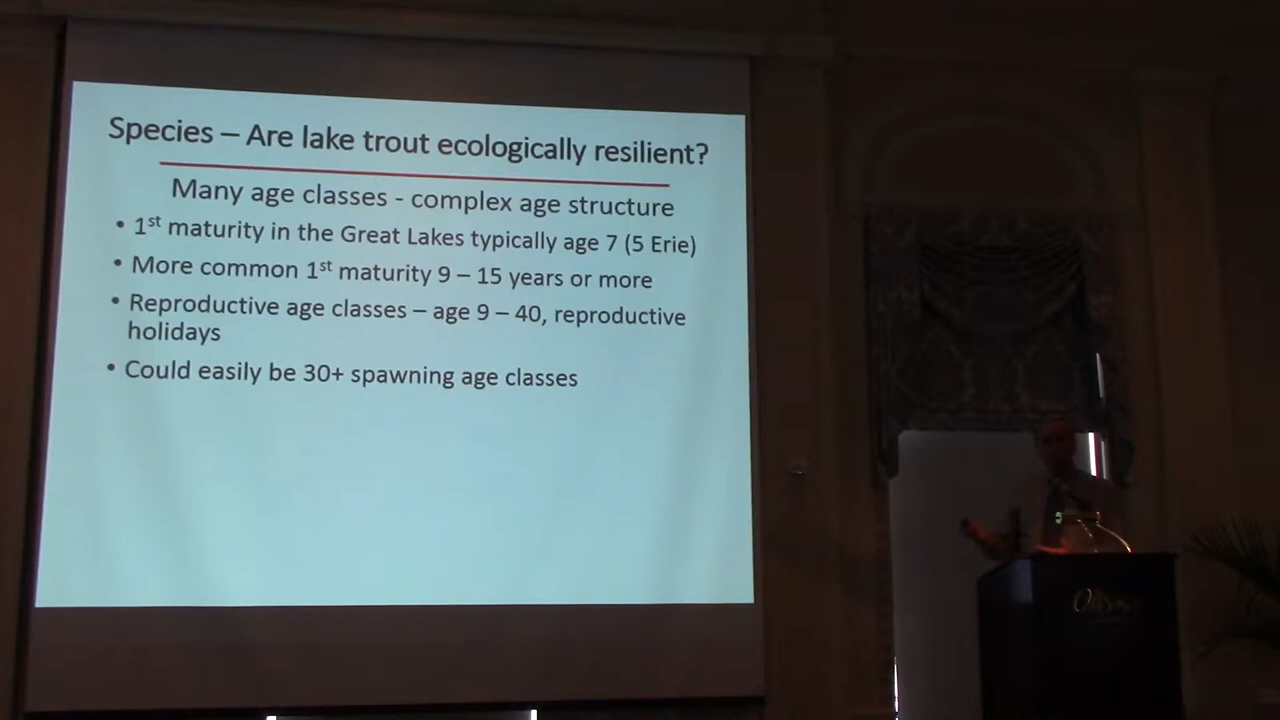 Species – Are lake trout ecologically resilient?
Many age classes - complex age structure
• 1st maturity in the Great Lakes typically age 7 (5 Erie)
• More common 1st maturity 9 – 15 years or more
• Reproductive age classes – age 9 – 40, reproductive
holidays
• Could easily be 30+ spawning age classes